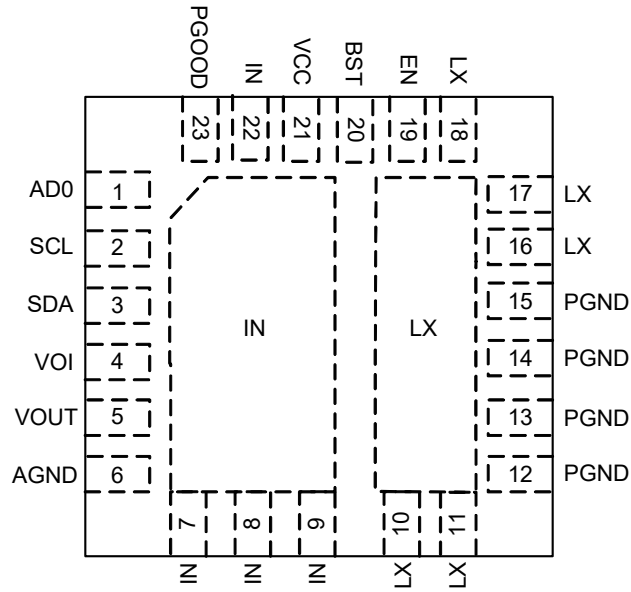 PGOOD
IN
VCC
BST
EN
LX
23
22
21
20
19
18
AD0
1
17
LX
SCL
2
16
LX
SDA
3
15
PGND
IN
LX
VOI
4
14
PGND
VOUT
5
13
PGND
AGND
6
12
PGND
7
8
9
10
11
IN
IN
IN
LX
LX